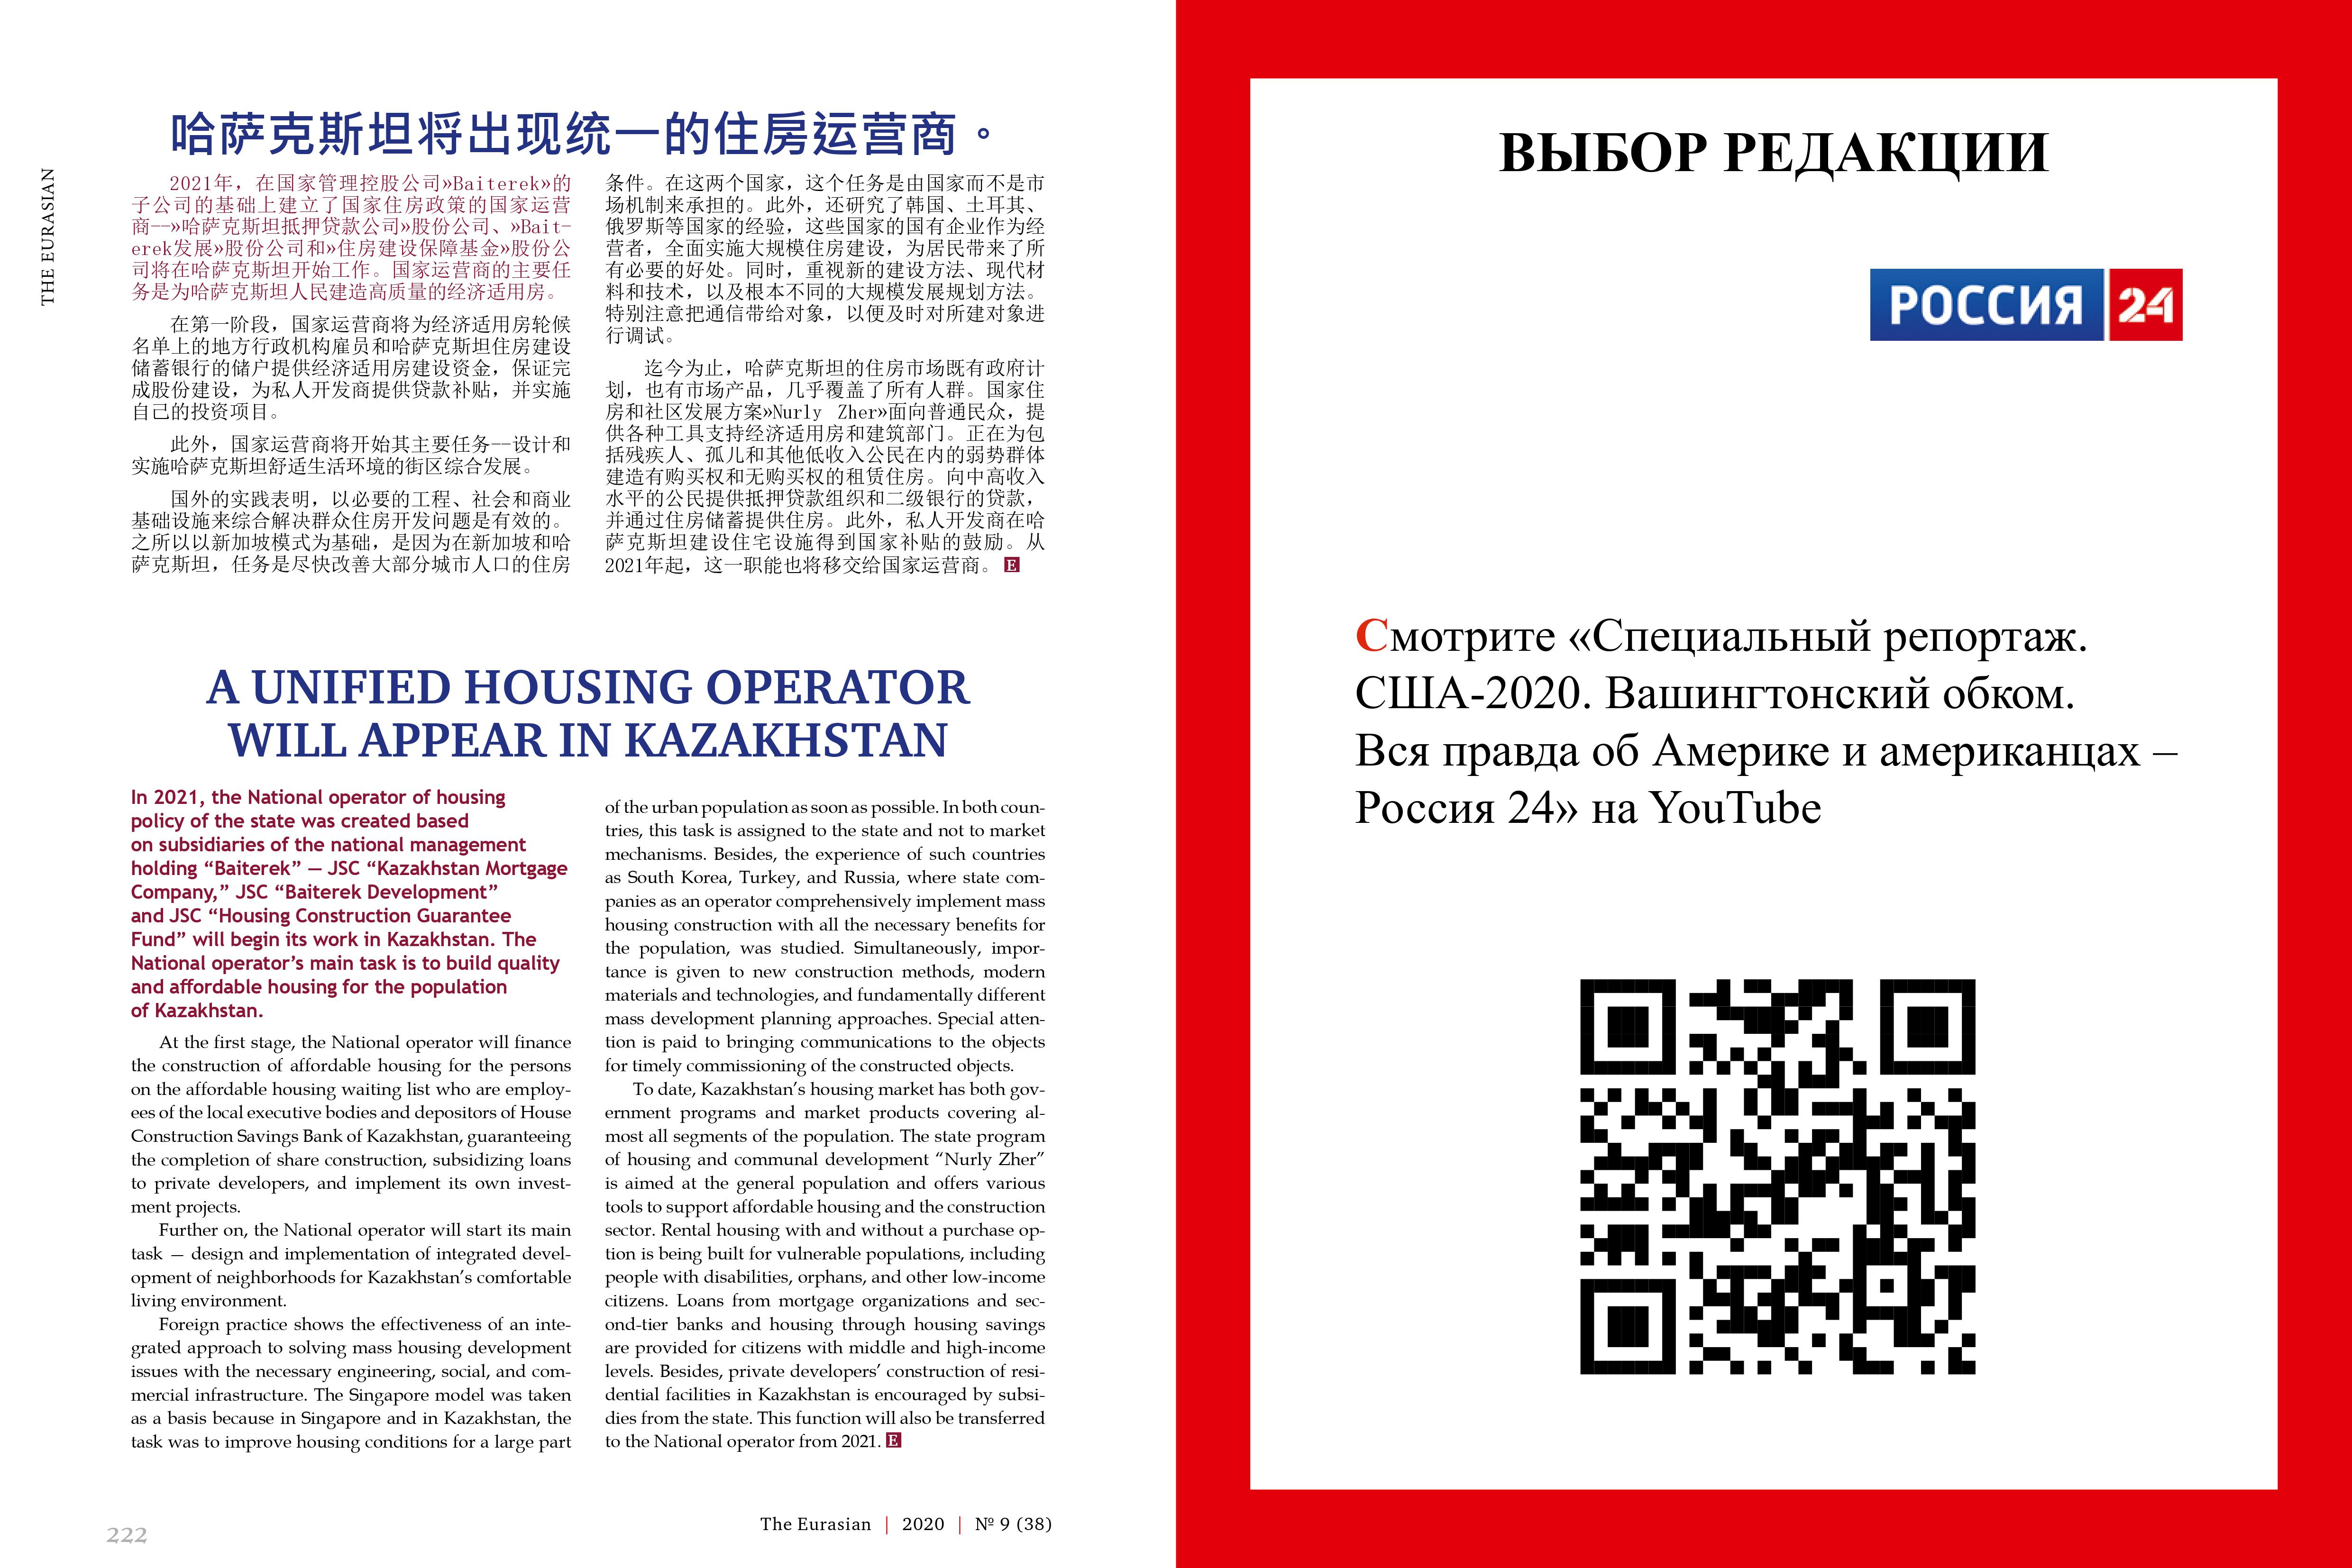 THE EURASIAN
哈萨克斯坦将出现统一的住房运营商。
2021年，在国家管理控股公司»Baiterek»的
子公司的基础上建立了国家住房政策的国家运营
商--»哈萨克斯坦抵押贷款公司»股份公司、»Bait-
erek发展»股份公司和»住房建设保障基金»股份公
司将在哈萨克斯坦开始工作。国家运营商的主要任
务是为哈萨克斯坦人民建造高质量的经济适用房。
在第一阶段，国家运营商将为经济适用房轮候
名单上的地方行政机构雇员和哈萨克斯坦住房建设
储蓄银行的储户提供经济适用房建设资金，保证完
成股份建设，为私人开发商提供贷款补贴，并实施
自己的投资项目。
此外，国家运营商将开始其主要任务--设计和
实施哈萨克斯坦舒适生活环境的街区综合发展。
国外的实践表明，以必要的工程、社会和商业
基础设施来综合解决群众住房开发问题是有效的。
之所以以新加坡模式为基础，是因为在新加坡和哈
萨克斯坦，任务是尽快改善大部分城市人口的住房
条件。在这两个国家，这个任务是由国家而不是市
场机制来承担的。此外，还研究了韩国、土耳其、
俄罗斯等国家的经验，这些国家的国有企业作为经
营者，全面实施大规模住房建设，为居民带来了所
有必要的好处。同时，重视新的建设方法、现代材
料和技术，以及根本不同的大规模发展规划方法。
特别注意把通信带给对象，以便及时对所建对象进
行调试。
迄今为止，哈萨克斯坦的住房市场既有政府计
划，也有市场产品，几乎覆盖了所有人群。国家住
房和社区发展方案»Nurly Zher»面向普通民众，提
供各种工具支持经济适用房和建筑部门。正在为包
括残疾人、孤儿和其他低收入公民在内的弱势群体
建造有购买权和无购买权的租赁住房。向中高收入
水平的公民提供抵押贷款组织和二级银行的贷款，
并通过住房储蓄提供住房。此外，私人开发商在哈
萨克斯坦建设住宅设施得到国家补贴的鼓励。从
2021年起，这一职能也将移交给国家运营商。 E
A UNIFIED HOUSING OPERATOR
WILL APPEAR IN KAZAKHSTAN
In 2021, the National operator of housing
policy of the state was created based
on subsidiaries of the national management
holding “Baiterek” — JSC “Kazakhstan Mortgage
Company,” JSC “Baiterek Development”
and JSC “Housing Construction Guarantee
Fund” will begin its work in Kazakhstan. The
National operator’s main task is to build quality
and affordable housing for the population
of Kazakhstan.
At the first stage, the National operator will finance
the construction of affordable housing for the persons
on the affordable housing waiting list who are employ-
ees of the local executive bodies and depositors of House
Construction Savings Bank of Kazakhstan, guaranteeing
the completion of share construction, subsidizing loans
to private developers, and implement its own invest-
ment projects.
Further on, the National operator will start its main
task — design and implementation of integrated devel-
opment of neighborhoods for Kazakhstan’s comfortable
living environment.
Foreign practice shows the effectiveness of an inte-
grated approach to solving mass housing development
issues with the necessary engineering, social, and com-
mercial infrastructure. The Singapore model was taken
as a basis because in Singapore and in Kazakhstan, the
task was to improve housing conditions for a large part
of the urban population as soon as possible. In both coun-
tries, this task is assigned to the state and not to market
mechanisms. Besides, the experience of such countries
as South Korea, Turkey, and Russia, where state com-
panies as an operator comprehensively implement mass
housing construction with all the necessary benefits for
the population, was studied. Simultaneously, impor-
tance is given to new construction methods, modern
materials and technologies, and fundamentally different
mass development planning approaches. Special atten-
tion is paid to bringing communications to the objects
for timely commissioning of the constructed objects.
To date, Kazakhstan’s housing market has both gov-
ernment programs and market products covering al-
most all segments of the population. The state program
of housing and communal development “Nurly Zher”
is aimed at the general population and offers various
tools to support affordable housing and the construction
sector. Rental housing with and without a purchase op-
tion is being built for vulnerable populations, including
people with disabilities, orphans, and other low-income
citizens. Loans from mortgage organizations and sec-
ond-tier banks and housing through housing savings
are provided for citizens with middle and high-income
levels. Besides, private developers’ construction of resi-
dential facilities in Kazakhstan is encouraged by subsi-
dies from the state. This function will also be transferred
to the National operator from 2021. E
222
The Eurasian | 2020 | № 9 (38)
ВЫБОР РЕДАКЦИИ
РОССИЯ 24
Смотрите «Специальный репортаж.
США-2020. Вашингтонский обком.
Вся правда об Америке и американцах –
Россия 24» на YouTube